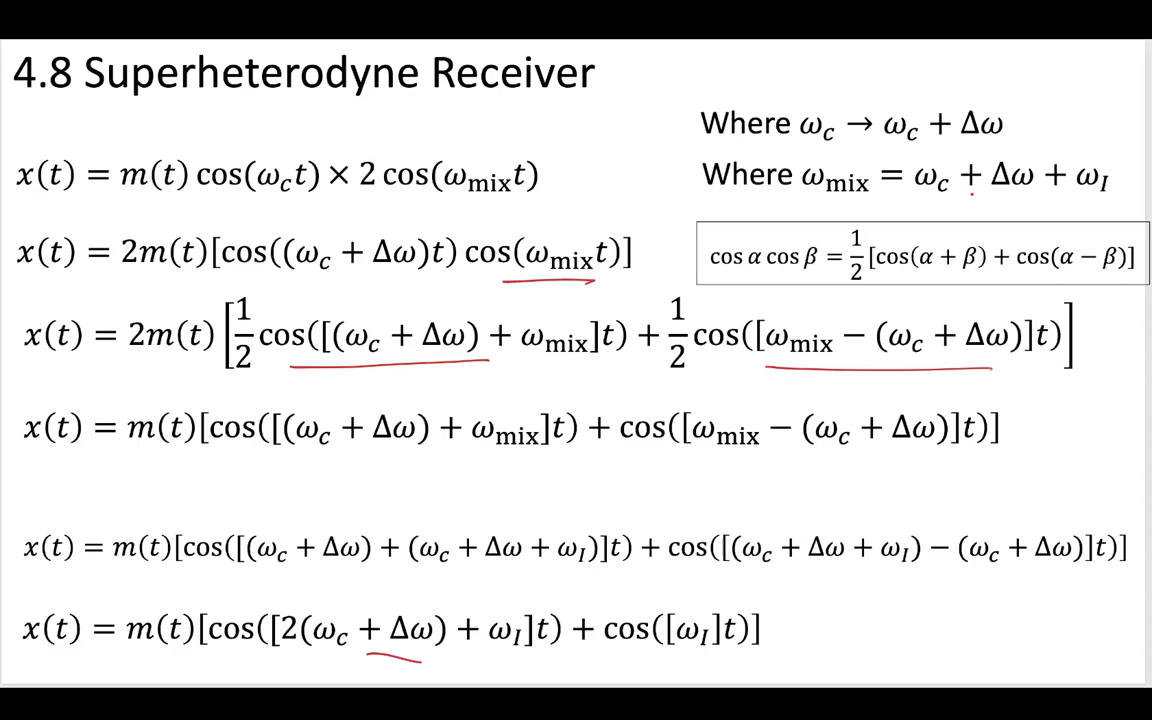 4.8 Superheterodyne Receiver
Where ω_c → ω_c + Δω
x(t) = m(t) cos(ω_c t) × 2 cos(ω_mix t)
Where ω_mix = ω_c + Δω + ω_I
x(t) = 2m(t)[cos((ω_c + Δω)t) cos(ω_mix t)]
cos α cos β = 1/2 [cos(α + β) + cos(α − β)]
x(t) = 2m(t) [1/2 cos([(ω_c + Δω) + ω_mix]t) + 1/2 cos([ω_mix − (ω_c + Δω)]t)]
x(t) = m(t)[cos([(ω_c + Δω) + ω_mix]t) + cos([ω_mix − (ω_c + Δω)]t)]
x(t) = m(t)[cos([(ω_c + Δω) + (ω_c + Δω + ω_I)]t) + cos([(ω_c + Δω + ω_I) − (ω_c + Δω)]t)]
x(t) = m(t)[cos([2(ω_c + Δω) + ω_I]t) + cos([ω_I]t)]